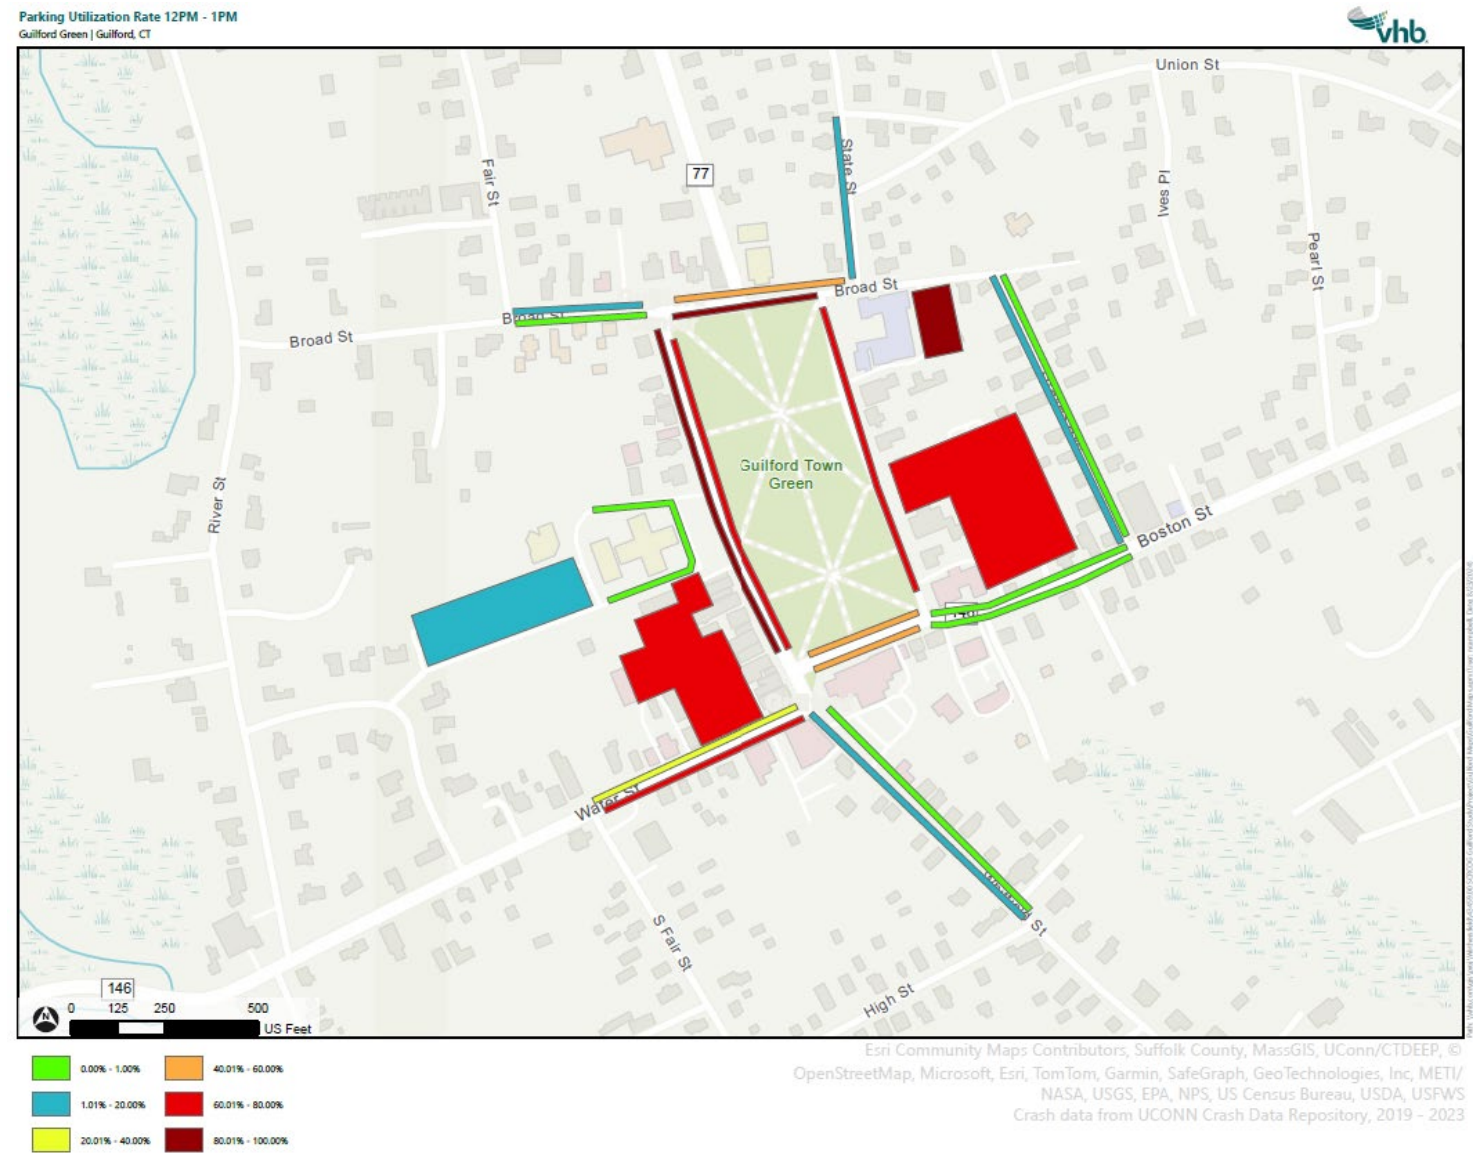 Parking Utilization Rate 12PM - 1PM
Guilford Green | Guilford, CT
vhb
Union St
State St
77
Fair St
Ives Pl
Pearl St
Broad St
Broad St
Broad St
Guilford Town
Green
River St
Boston St
Water St
S Fair St
High St
St
146
0 125 250 500
US Feet
N
Esri Community Maps Contributors, Suffolk County, MassGIS, UConn/CTDEEP, ©
OpenStreetMap, Microsoft, Esri, TomTom, Garmin, SafeGraph, GeoTechnologies, Inc, METI/
NASA, USGS, EPA, NPS, US Census Bureau, USDA, USFWS
Crash data from UCONN Crash Data Repository, 2019 - 2023
0.00% - 1.00%
40.01% - 60.00%
1.01% - 20.00%
60.01% - 80.00%
20.01% - 40.00%
80.01% - 100.00%